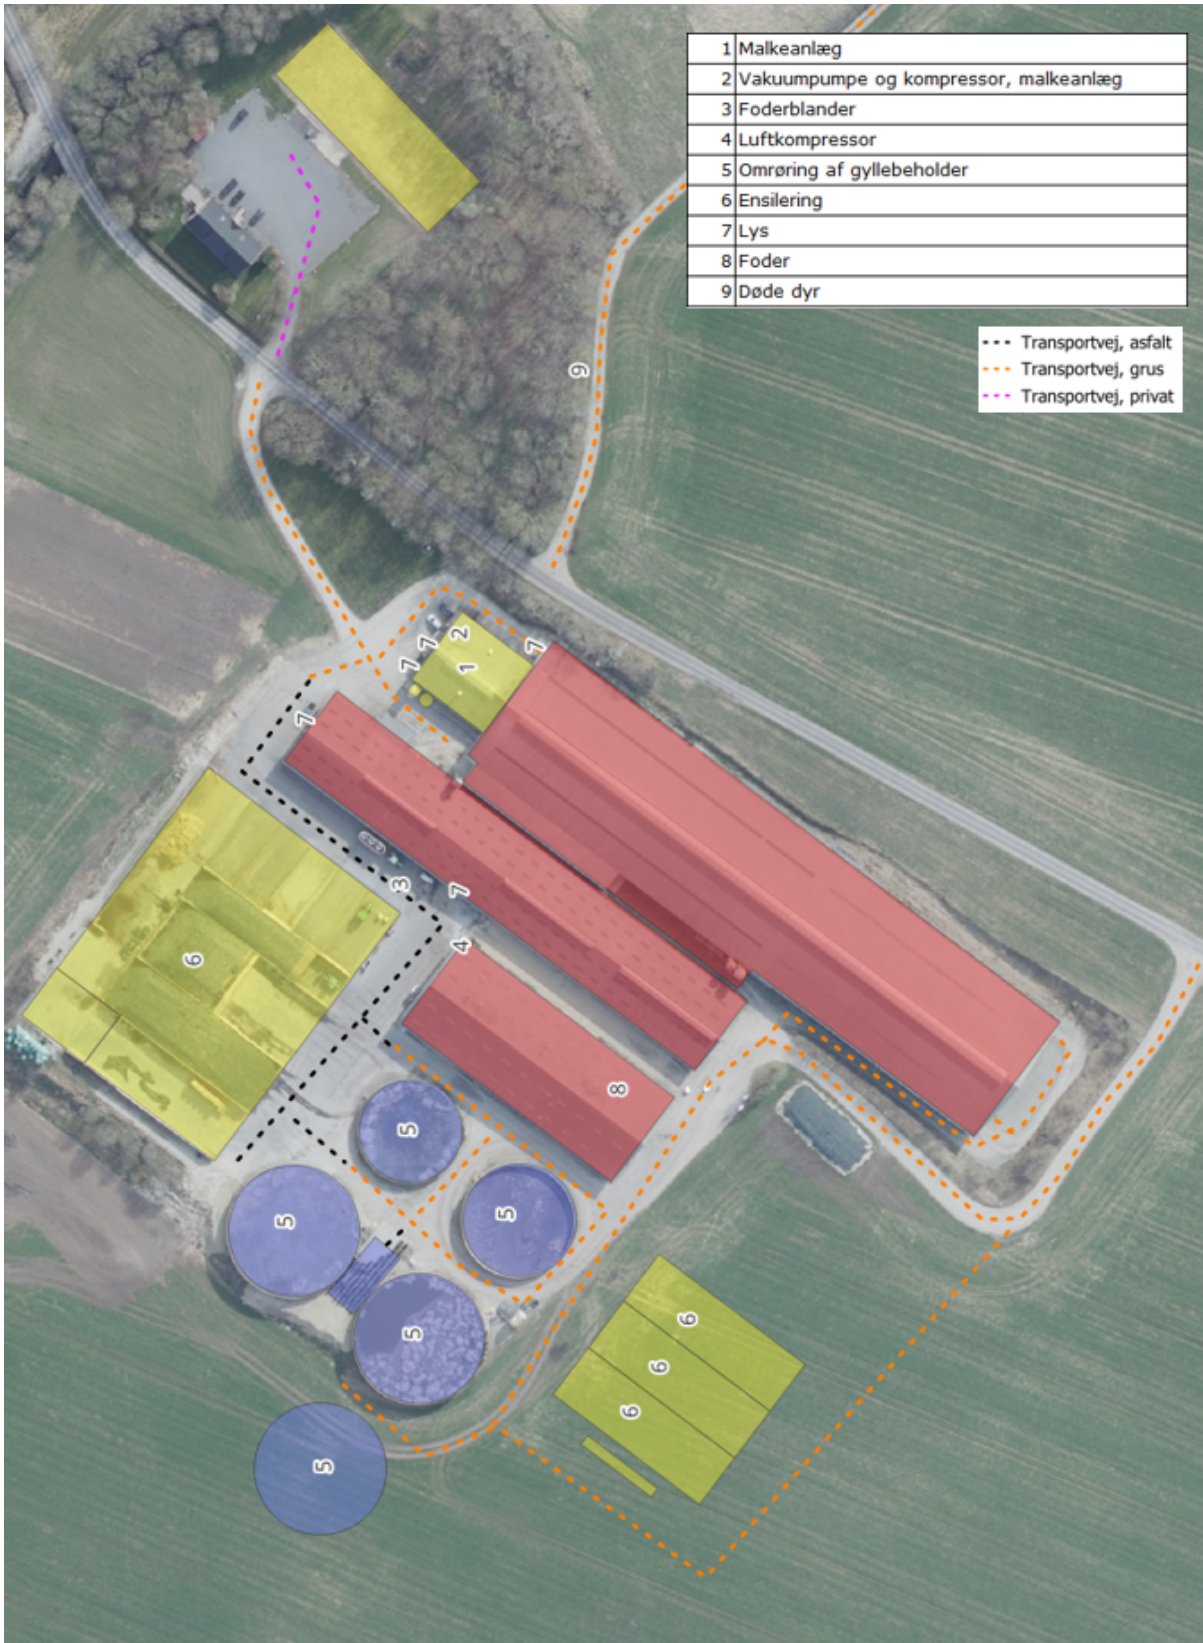 1 Malkeanlæg
2 Vakuumpumpe og kompressor, malkeanlæg
3 Foderblander
4 Luftkompressor
5 Omrøring af gyllebeholder
6 Ensilering
7 Lys
8 Foder
9 Døde dyr
Transportvej, asfalt
Transportvej, grus
Transportvej, privat
9
2
7
7
7
1
7
3
7
4
6
8
5
5
5
5
6
6
6
5